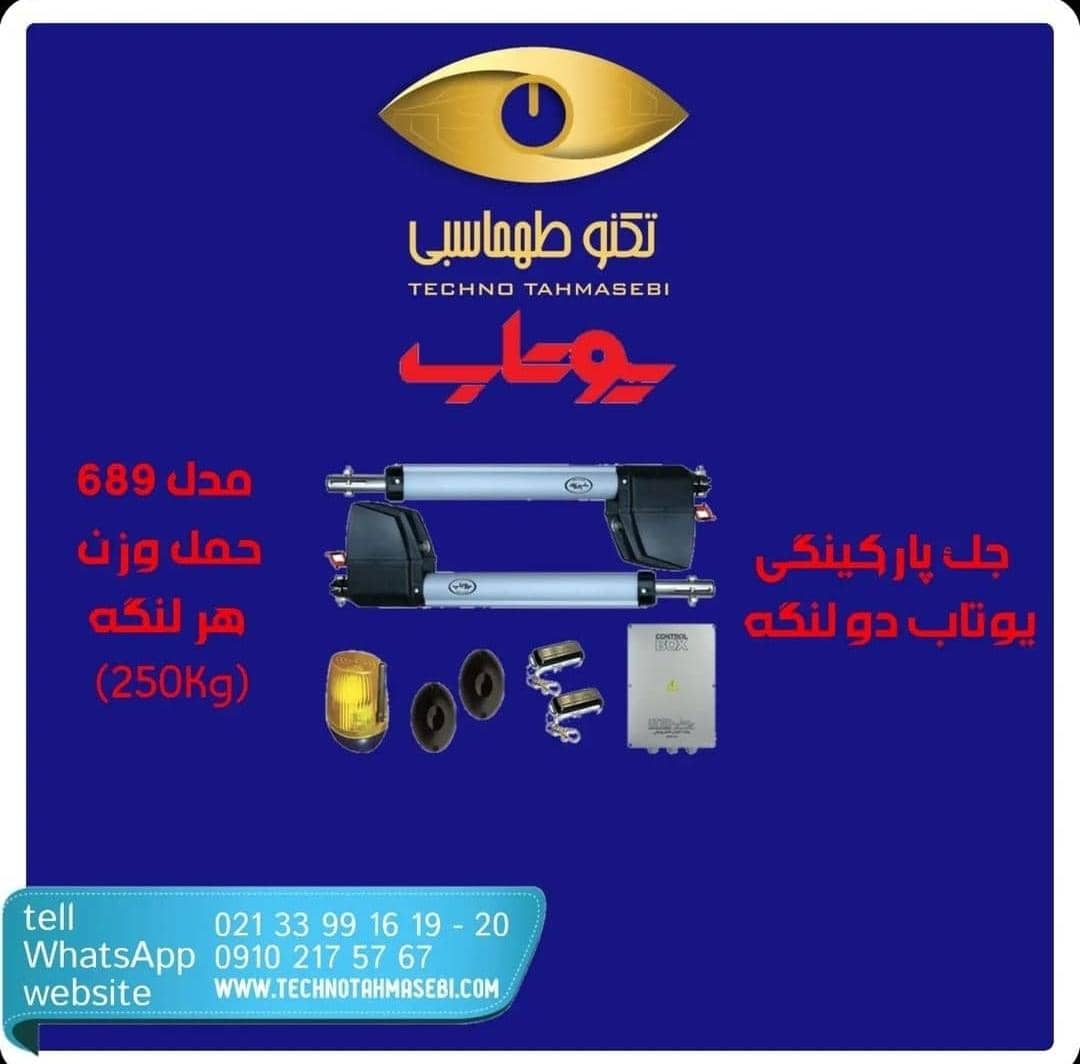 تکنو طهماسبی
TECHNO TAHMASEBI
یوتاب
جک پارکینگی
یوتاب دو لنگه
مدل 689
حمل وزن
هر لنگه
(250Kg)
CONTROL
BOX
tell 021 33 99 16 19 - 20
WhatsApp 0910 217 57 67
website WWW.TECHNOTAHMASEBI.COM